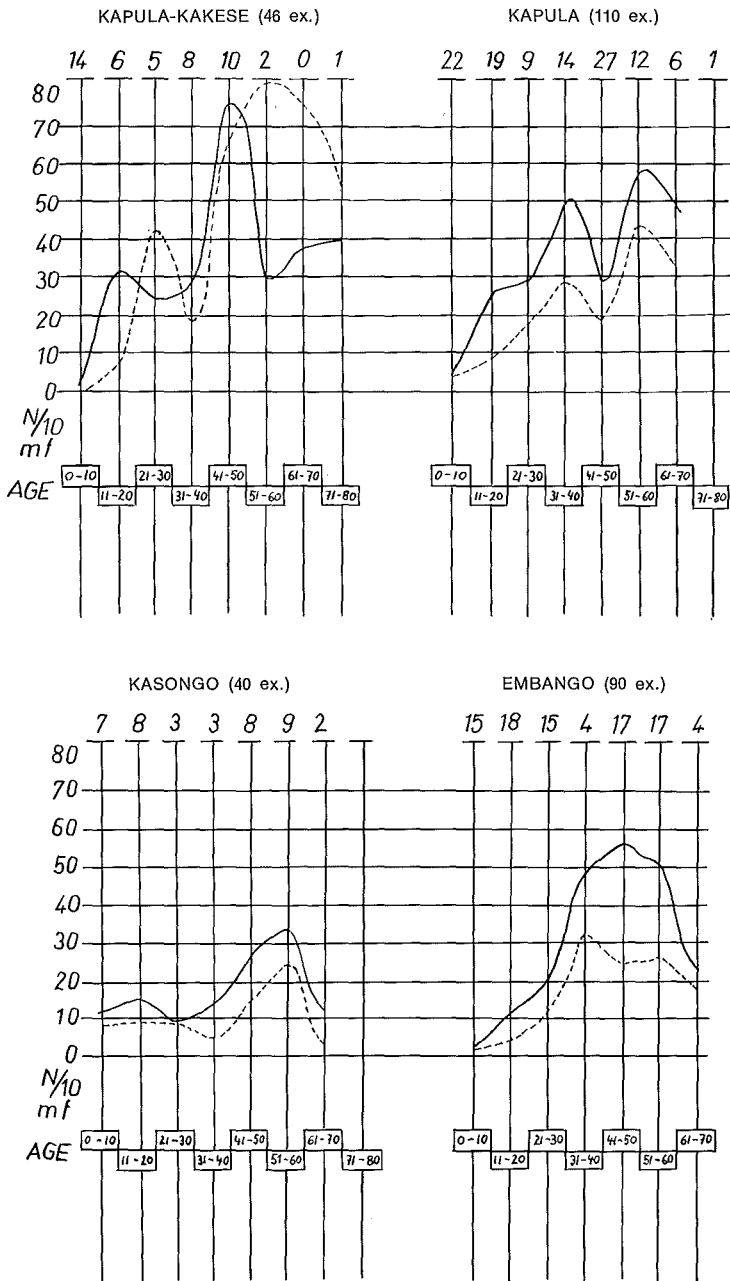 KAPULA-KAKESE (46 ex.)
14 6 5 8 10 2 0 1
80
70
60
50
40
30
20
10
0
N/10
mf
AGE
0-10 11-20 21-30 31-40 41-50 51-60 61-70 71-80
KAPULA (110 ex.)
22 19 9 14 27 12 6 1
0-10 11-20 21-30 31-40 41-50 51-60 61-70 71-80
KASONGO (40 ex.)
7 8 3 3 8 9 2
80
70
60
50
40
30
20
10
0
N/10
mf
AGE
0-10 11-20 21-30 31-40 41-50 51-60 61-70 71-80
EMBANGO (90 ex.)
15 18 15 4 17 17 4
0-10 11-20 21-30 31-40 41-50 51-60 61-70